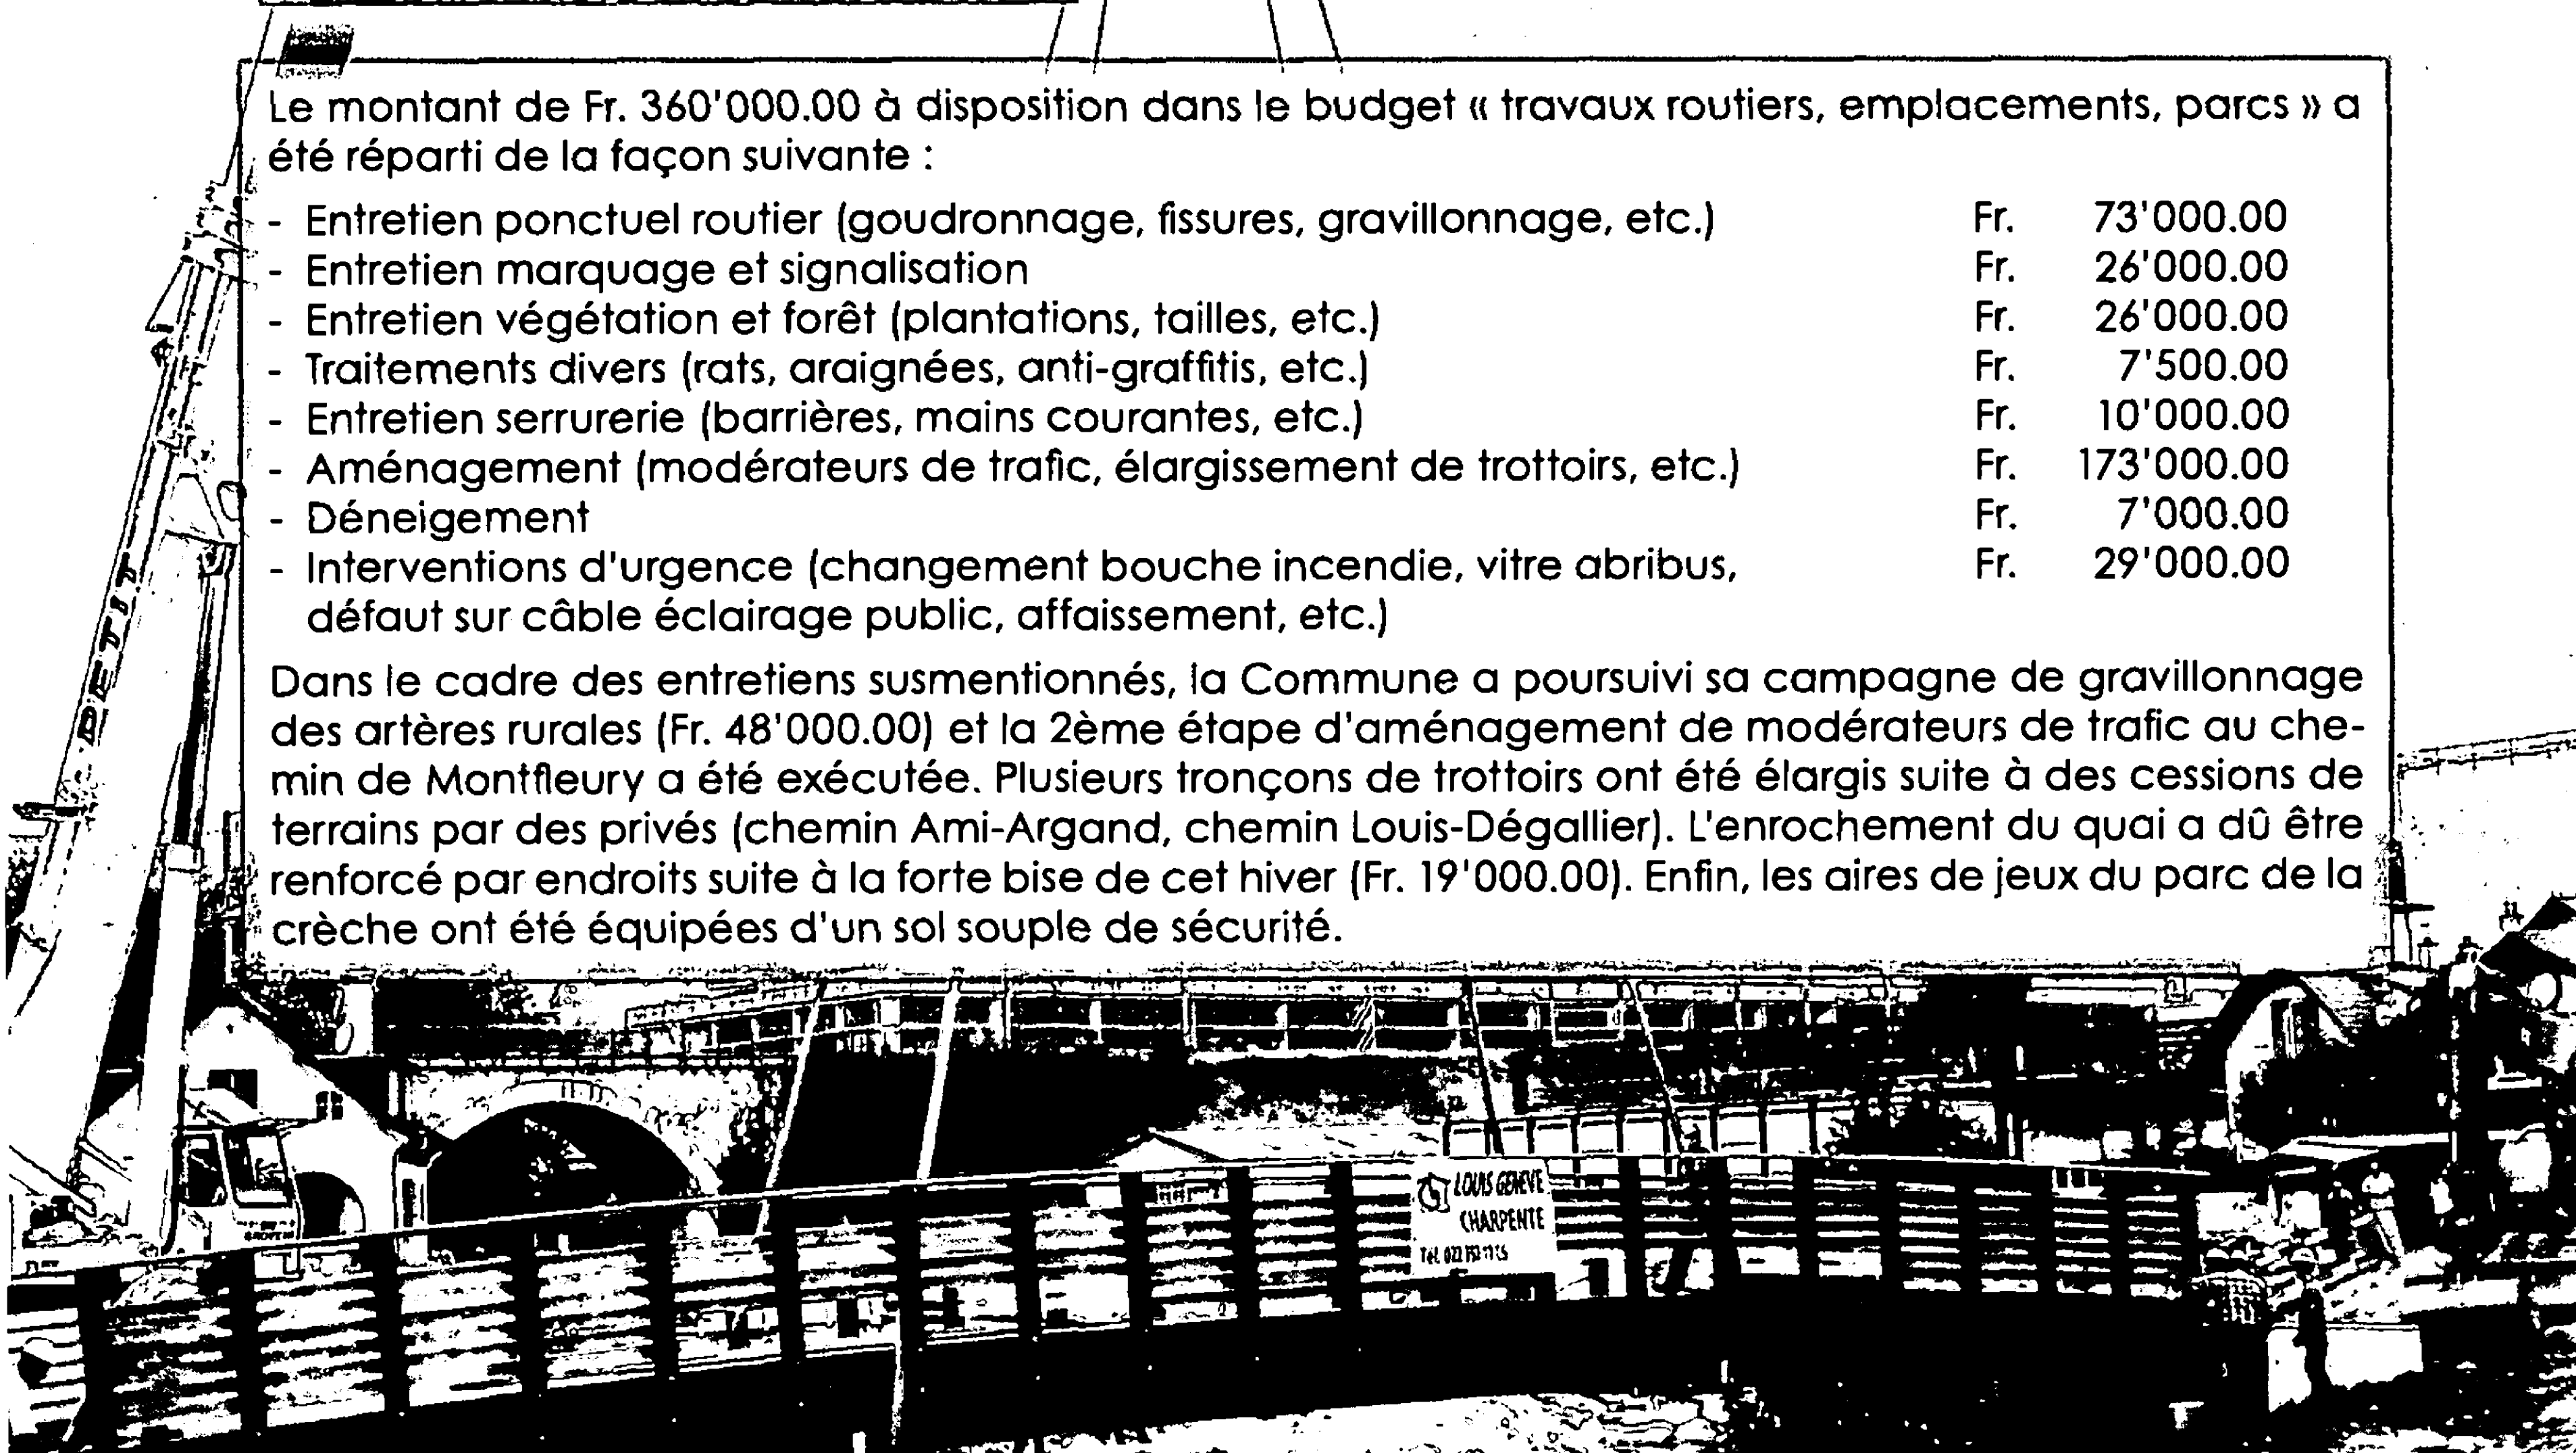 Le montant de Fr. 360'000.00 à disposition dans le budget « travaux routiers, emplacements, parcs » a
été réparti de la façon suivante :
- Entretien ponctuel routier (goudronnage, fissures, gravillonnage, etc.) Fr. 73'000.00
- Entretien marquage et signalisation Fr. 26'000.00
- Entretien végétation et forêt (plantations, tailles, etc.) Fr. 26'000.00
- Traitements divers (rats, araignées, anti-graffitis, etc.) Fr. 7'500.00
- Entretien serrurerie (barrières, mains courantes, etc.) Fr. 10'000.00
- Aménagement (modérateurs de trafic, élargissement de trottoirs, etc.) Fr. 173'000.00
- Déneigement Fr. 7'000.00
- Interventions d'urgence (changement bouche incendie, vitre abribus, Fr. 29'000.00
défaut sur câble éclairage public, affaissement, etc.)
Dans le cadre des entretiens susmentionnés, la Commune a poursuivi sa campagne de gravillonnage
des artères rurales (Fr. 48'000.00) et la 2ème étape d'aménagement de modérateurs de trafic au che-
min de Montfleury a été exécutée. Plusieurs tronçons de trottoirs ont été élargis suite à des cessions de
terrains par des privés (chemin Ami-Argand, chemin Louis-Dégallier). L'enrochement du quai a dû être
renforcé par endroits suite à la forte bise de cet hiver (Fr. 19'000.00). Enfin, les aires de jeux du parc de la
crèche ont été équipées d'un sol souple de sécurité.
LOUIS GENEVE
CHARPENTE
Tél. 022